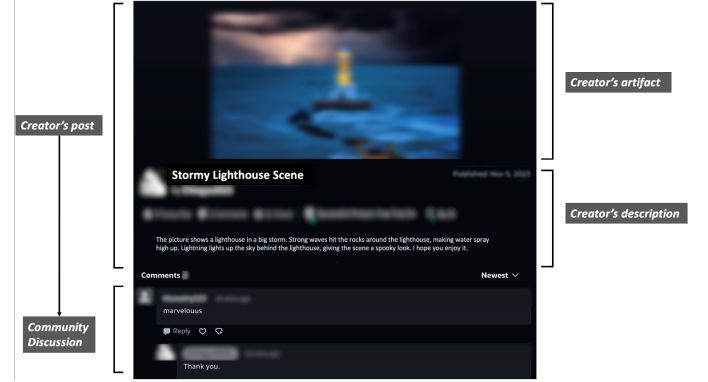 Creator's post
Creator's artifact
Stormy Lighthouse Scene
Published: Nov 5, 2023
Creator's description
The picture shows a lighthouse in a big storm. Strong waves hit the rocks around the lighthouse, making water spray
high up. Lightning lights up the sky behind the lighthouse, giving the scene a spooky look. I hope you enjoy it.
Comments
Newest
Community
Discussion
marvelouus
Reply
Thank you.